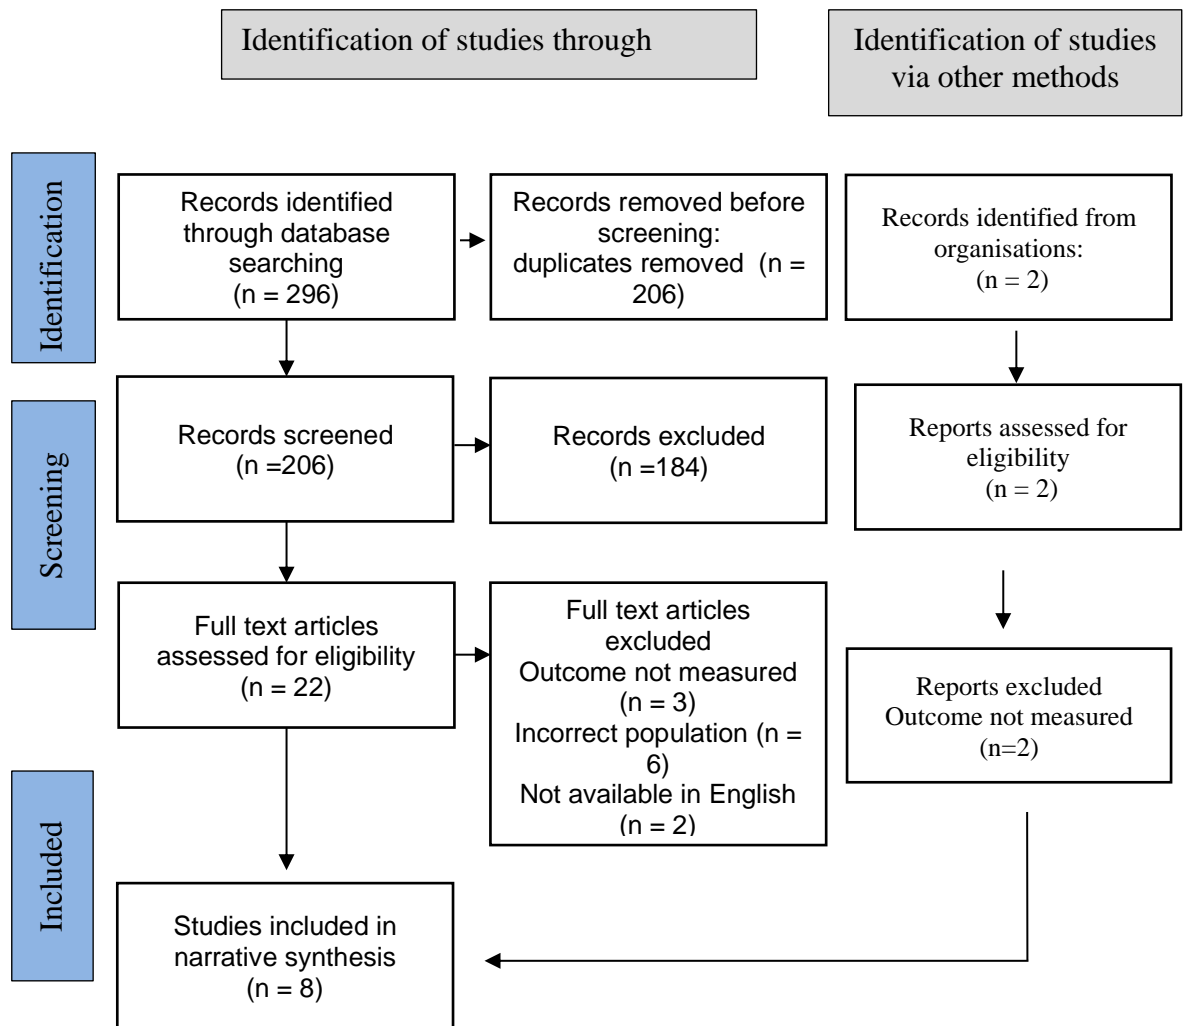 Identification of studies through
Identification of studies
via other methods
Identification
Records identified
through database
searching
(n = 296)
Records removed before
screening:
duplicates removed  (n =
206)
Records identified from
organisations:
(n = 2)
Screening
Records screened
(n =206)
Records excluded
(n =184)
Reports assessed for
eligibility
(n = 2)
Full text articles
assessed for eligibility
(n = 22)
Full text articles
excluded
Outcome not measured
(n = 3)
Incorrect population (n =
6)
Not available in English
(n = 2)
Reports excluded
Outcome not measured
(n=2)
Included
Studies included in
narrative synthesis
(n = 8)